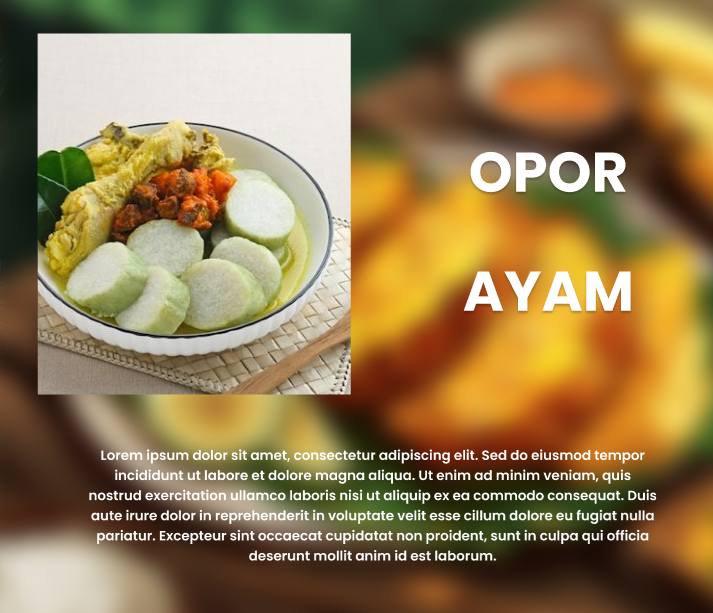 OPOR
AYAM
Lorem ipsum dolor sit amet, consectetur adipiscing elit. Sed do eiusmod tempor
incididunt ut labore et dolore magna aliqua. Ut enim ad minim veniam, quis
nostrud exercitation ullamco laboris nisi ut aliquip ex ea commodo consequat. Duis
aute irure dolor in reprehenderit in voluptate velit esse cillum dolore eu fugiat nulla
pariatur. Excepteur sint occaecat cupidatat non proident, sunt in culpa qui officia
deserunt mollit anim id est laborum.